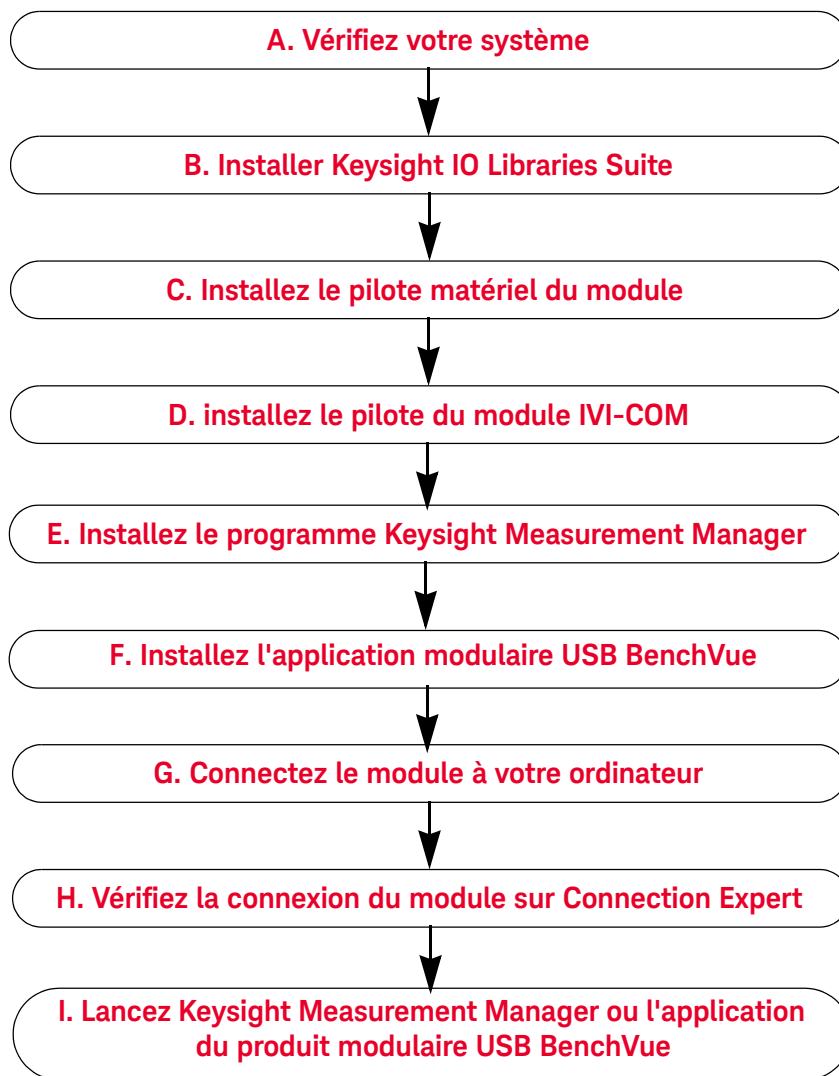 A. Vérifiez votre système
B. Installer Keysight IO Libraries Suite
C. Installez le pilote matériel du module
D. installez le pilote du module IVI-COM
E. Installez le programme Keysight Measurement Manager
F. Installez l'application modulaire USB BenchVue
G. Connectez le module à votre ordinateur
H. Vérifiez la connexion du module sur Connection Expert
I. Lancez Keysight Measurement Manager ou l'application
du produit modulaire USB BenchVue